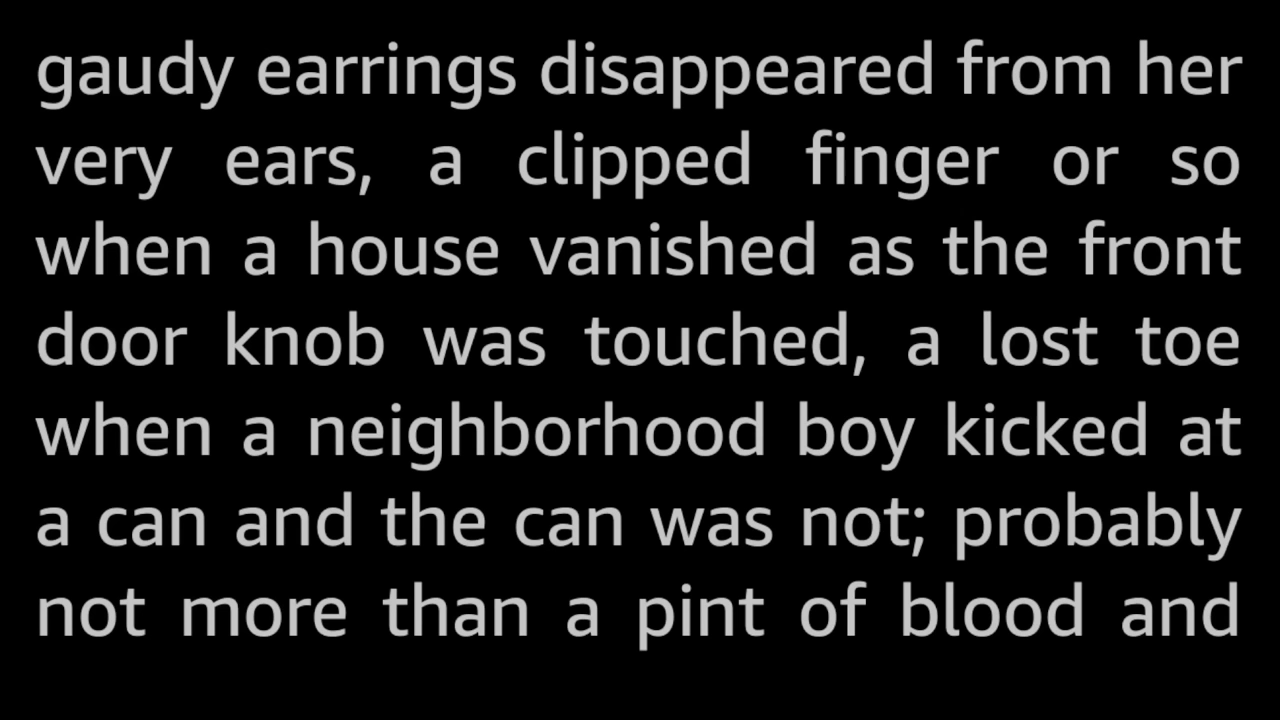 gaudy earrings disappeared from her
very ears, a clipped finger or so
when a house vanished as the front
door knob was touched, a lost toe
when a neighborhood boy kicked at
a can and the can was not; probably
not more than a pint of blood and